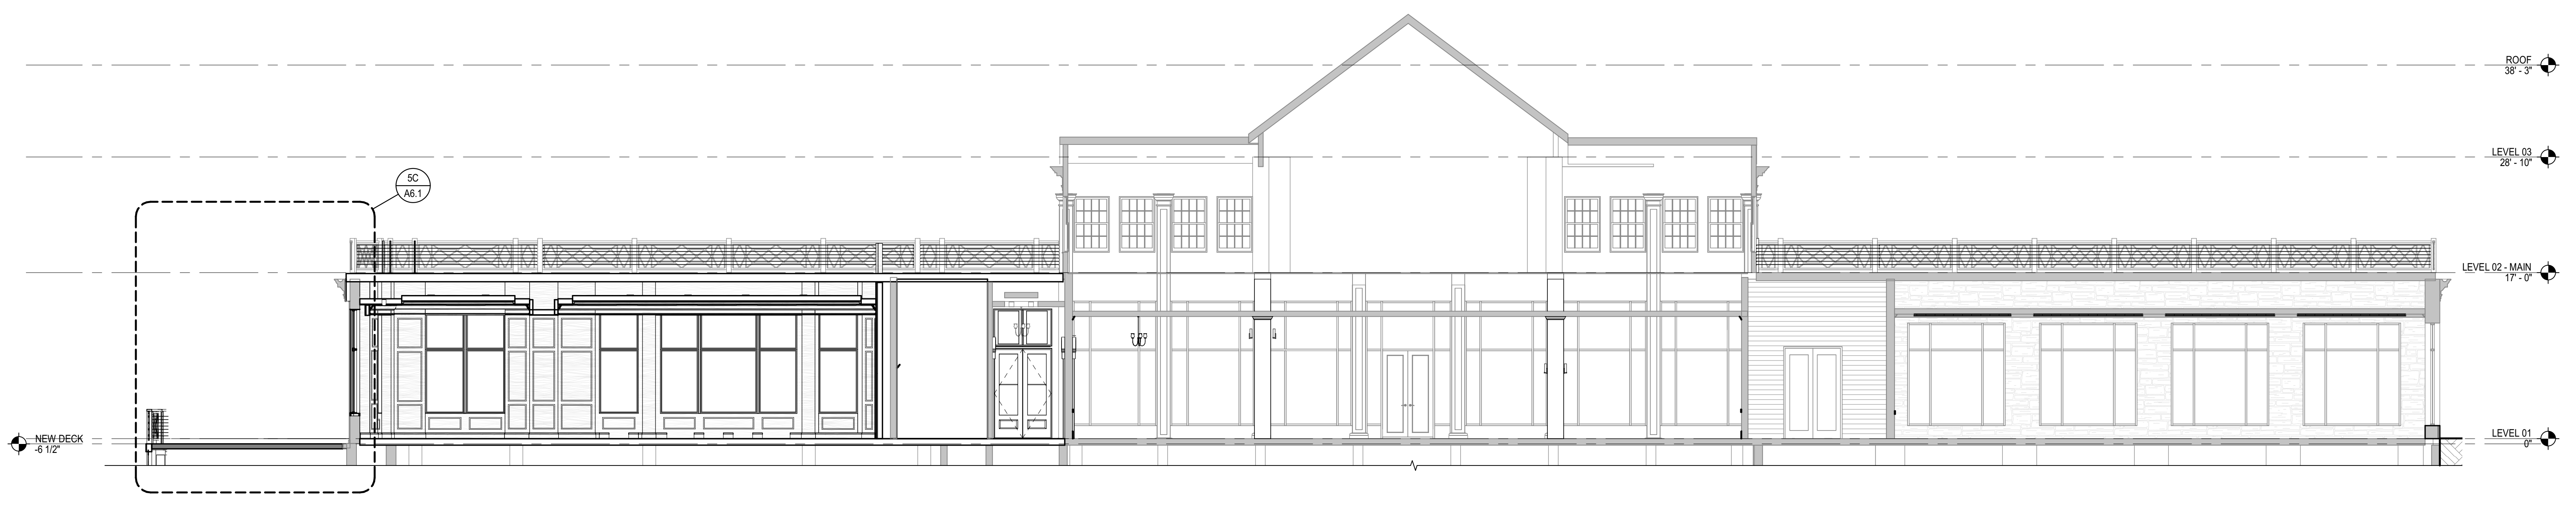 ROOF
38' - 3"
LEVEL 03
28' - 10"
5C
A6.1
LEVEL 02 - MAIN
17' - 0"
NEW DECK
-6 1/2"
LEVEL 01
0"